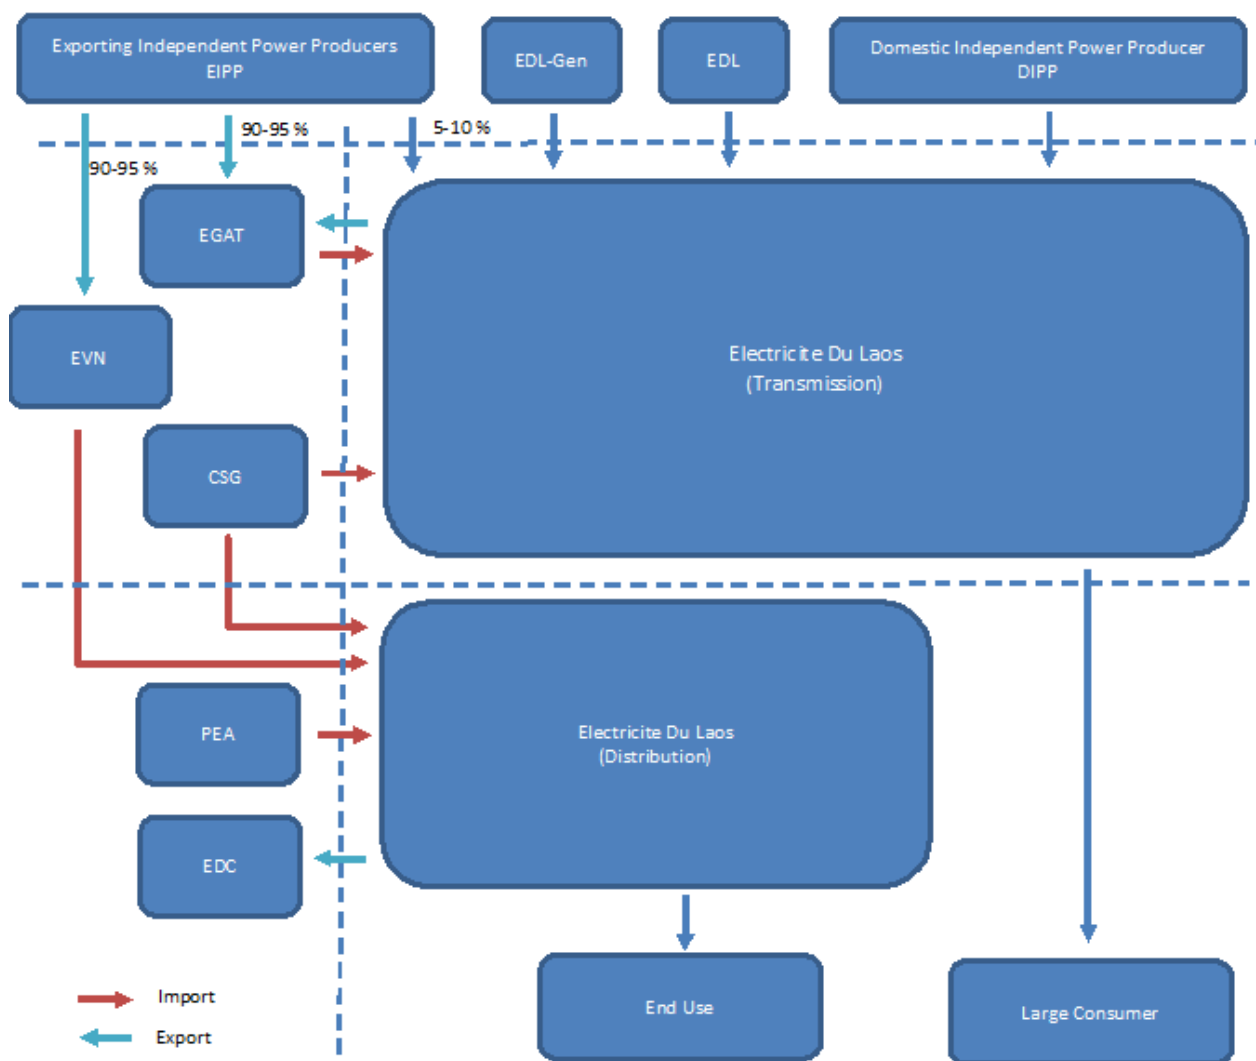 Exporting Independent Power Producers
EIPP
EDL-Gen
EDL
Domestic Independent Power Producer
DIPP
90-95 %
5-10 %
90-95 %
EGAT
EVN
Electricite Du Laos
(Transmission)
CSG
PEA
Electricite Du Laos
(Distribution)
EDC
End Use
Large Consumer
Import
Export